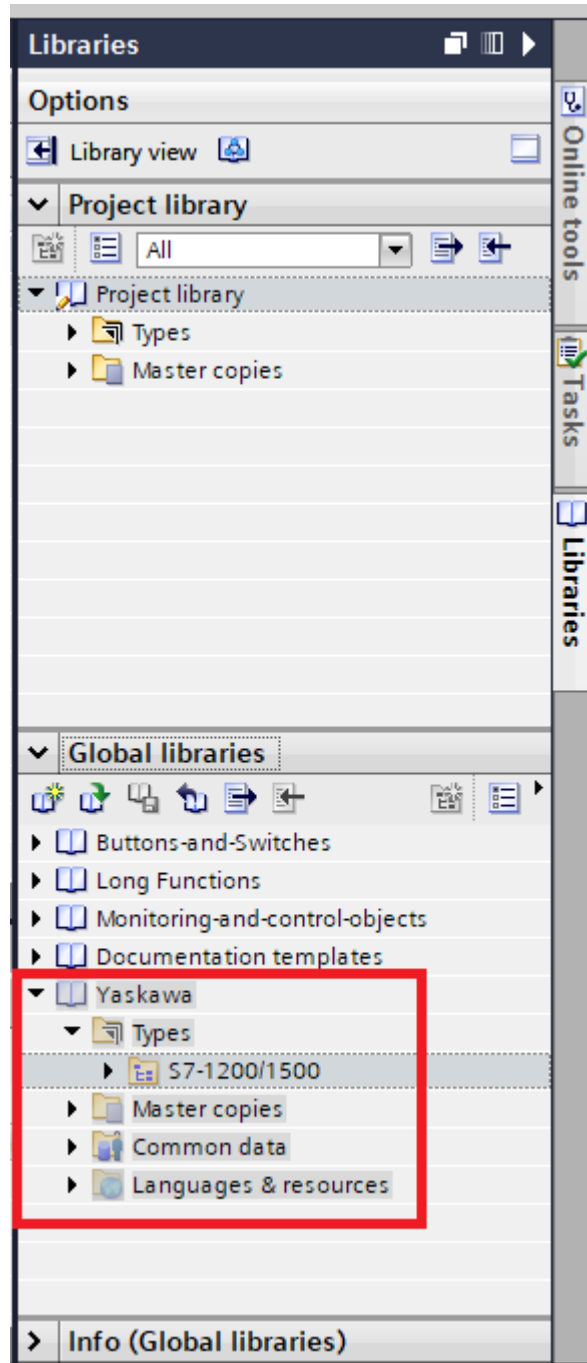 Libraries
Options
Library view
Project library
All
Project library
Types
Master copies
Global libraries
Buttons-and-Switches
Long Functions
Monitoring-and-control-objects
Documentation templates
Yaskawa
Types
S7-1200/1500
Master copies
Common data
Languages & resources
Info (Global libraries)
Online tools
Tasks
Libraries